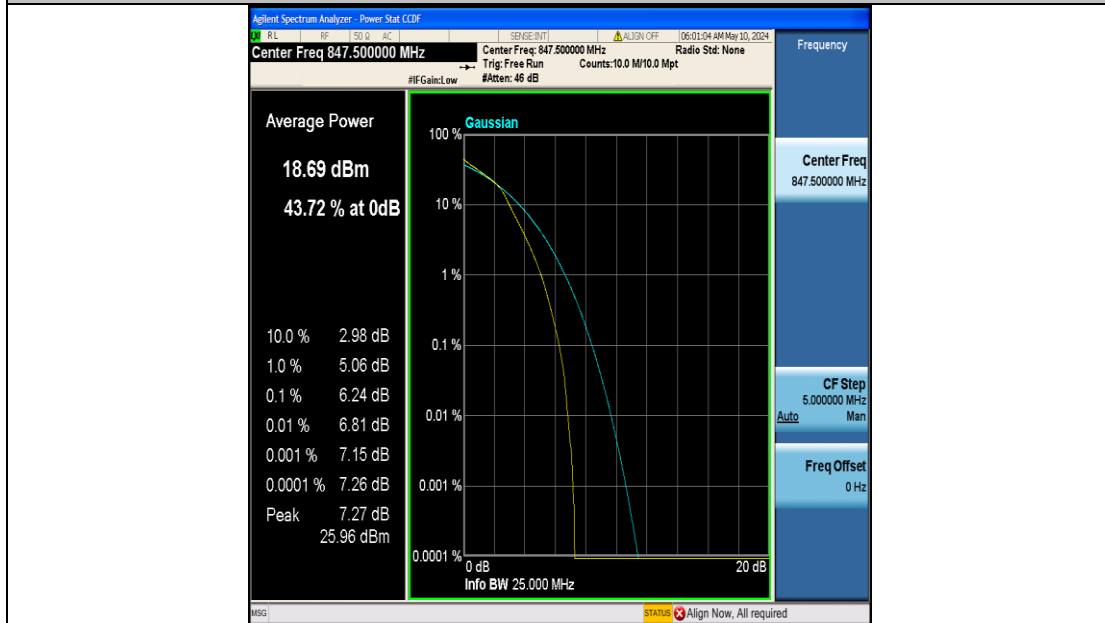 Agilent Spectrum Analyzer - Power Stat CCDF
RL RF 50 Ω AC SENSE:INT ALIGN OFF 06:01:04 AM May 10, 2024
Center Freq 847.500000 MHz
Center Freq: 847.500000 MHz Radio Std: None
Trig: Free Run Counts:10.0 M/10.0 Mpt
#IFGain:Low #Atten: 46 dB
Frequency
Average Power
18.69 dBm
43.72 % at 0dB
10.0 % 2.98 dB
1.0 % 5.06 dB
0.1 % 6.24 dB
0.01 % 6.81 dB
0.001 % 7.15 dB
0.0001 % 7.26 dB
Peak 7.27 dB
25.96 dBm
Gaussian
100 %
10 %
1 %
0.1 %
0.01 %
0.001 %
0.0001 %
0 dB 20 dB
Info BW 25.000 MHz
Center Freq
847.500000 MHz
CF Step
5.000000 MHz
Auto Man
Freq Offset
0 Hz
MSG STATUS Align Now, All required